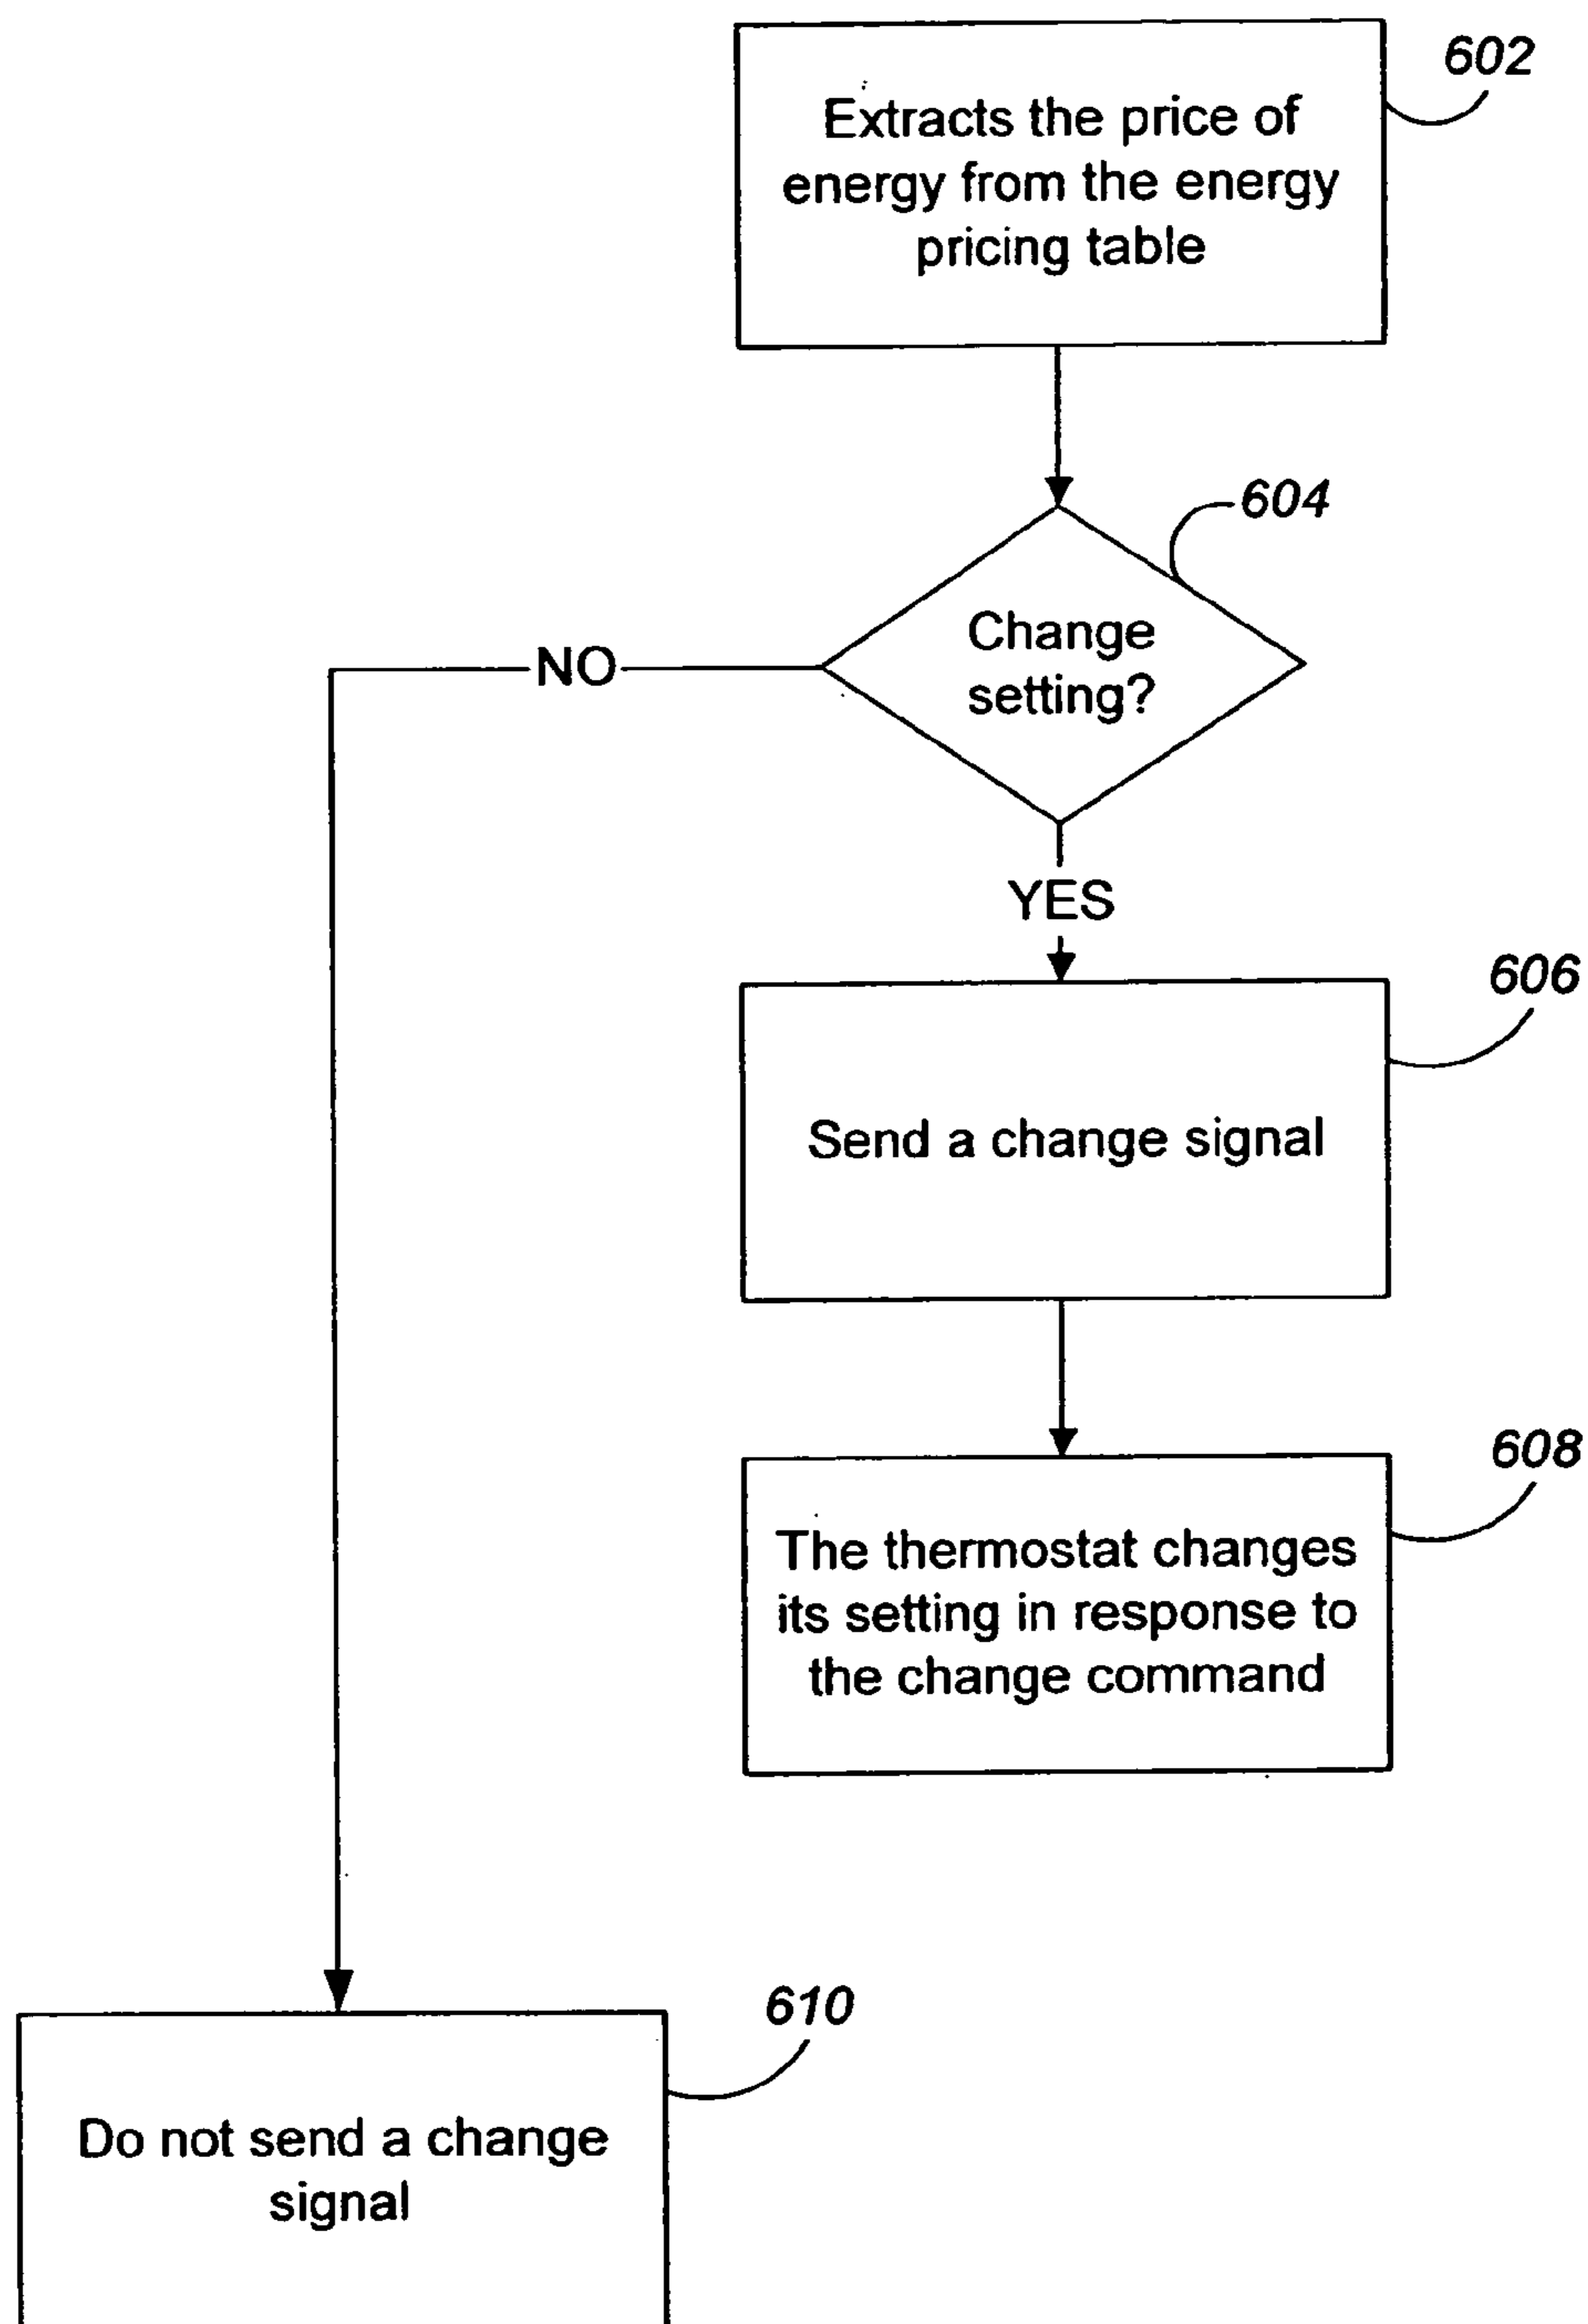 602
Extracts the price of
energy from the energy
pricing table
604
Change
setting?
NO
YES
606
Send a change signal
608
The thermostat changes
its setting in response to
the change command
610
Do not send a change
signal